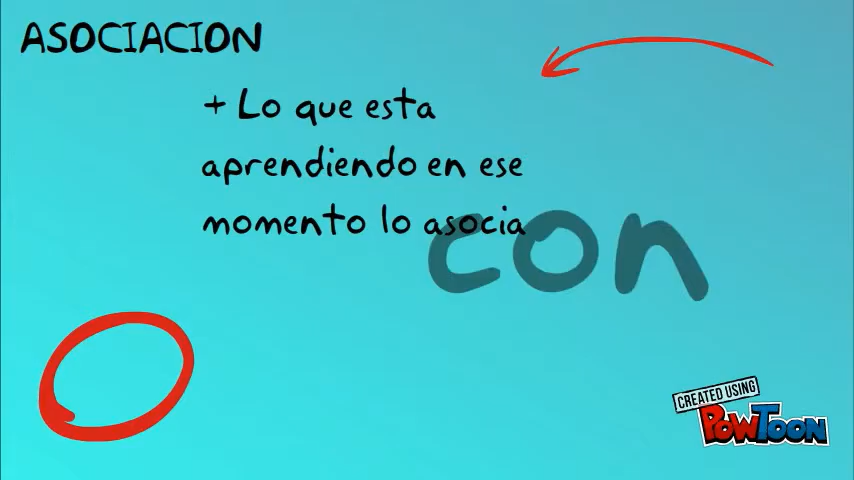 ASOCIACION
+ Lo que esta
aprendiendo en ese
momento lo asocia
con
CREATED USING
POWTOON